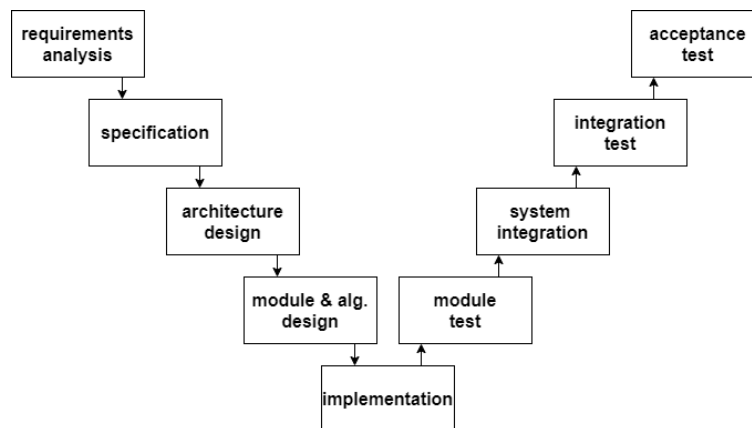 requirements
analysis
acceptance
test
specification
integration
test
architecture
design
system
integration
module & alg.
design
module
test
implementation